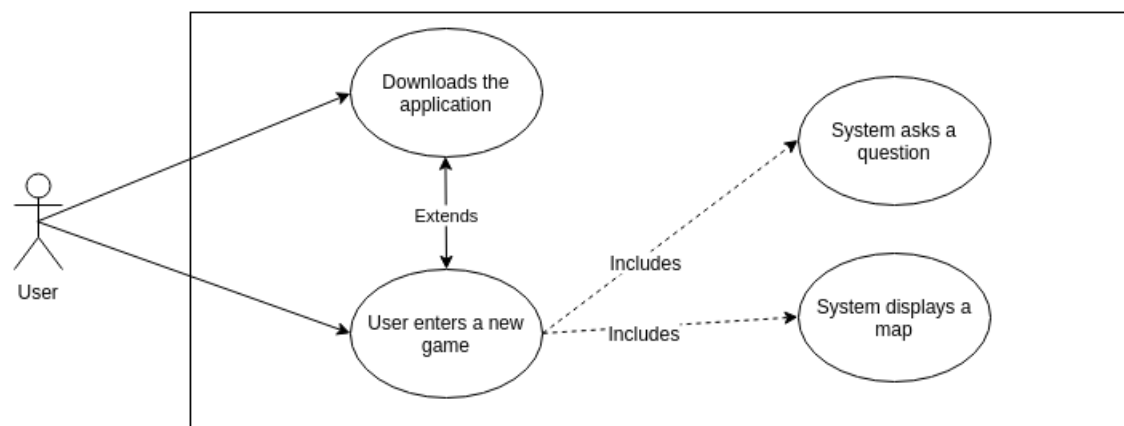 Downloads the
application
System asks a
question
Extends
Includes
User
User enters a new
game
Includes
System displays a
map